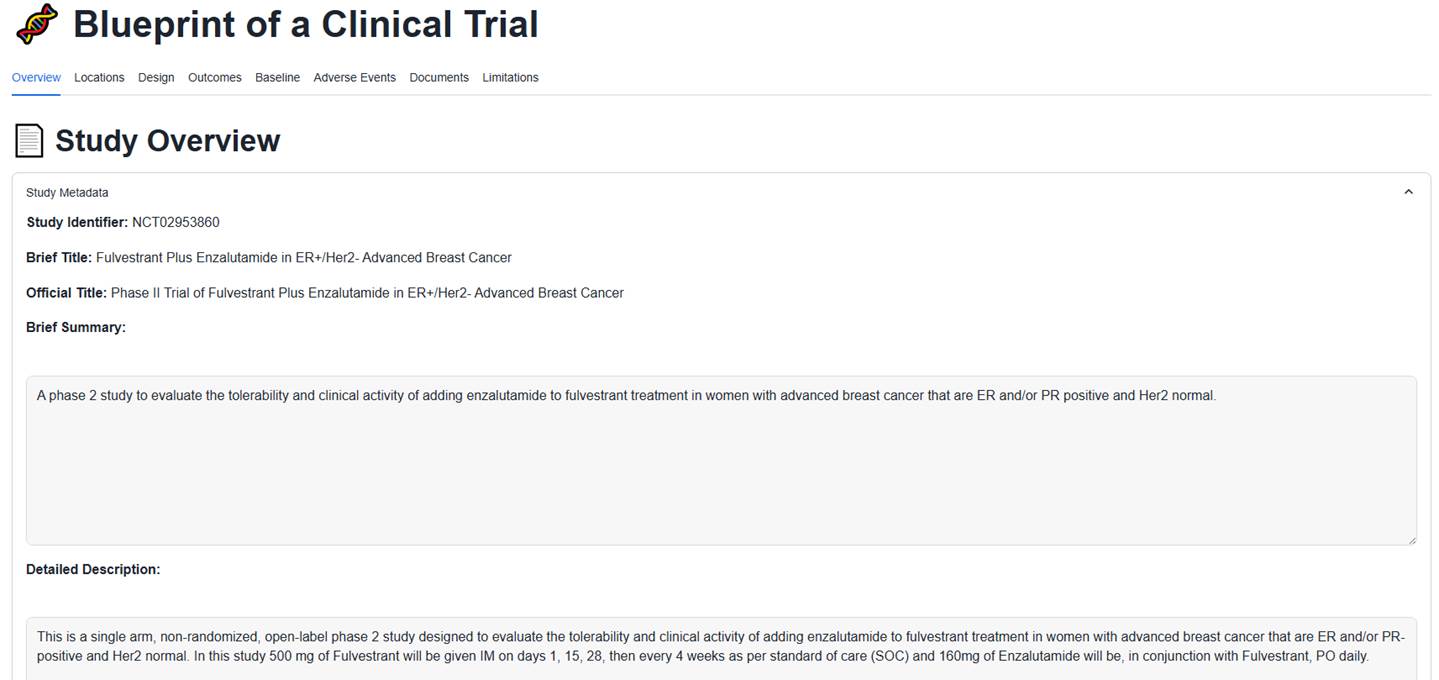 Blueprint of a Clinical Trial
Overview Locations Design Outcomes Baseline Adverse Events Documents Limitations
Study Overview
Study Metadata
Study Identifier: NCT02953860
Brief Title: Fulvestrant Plus Enzalutamide in ER+/Her2- Advanced Breast Cancer
Official Title: Phase II Trial of Fulvestrant Plus Enzalutamide in ER+/Her2- Advanced Breast Cancer
Brief Summary:
A phase 2 study to evaluate the tolerability and clinical activity of adding enzalutamide to fulvestrant treatment in women with advanced breast cancer that are ER and/or PR positive and Her2 normal.
Detailed Description:
This is a single arm, non-randomized, open-label phase 2 study designed to evaluate the tolerability and clinical activity of adding enzalutamide to fulvestrant treatment in women with advanced breast cancer that are ER and/or PR-
positive and Her2 normal. In this study 500 mg of Fulvestrant will be given IM on days 1, 15, 28, then every 4 weeks as per standard of care (SOC) and 160mg of Enzalutamide will be, in conjunction with Fulvestrant, PO daily.